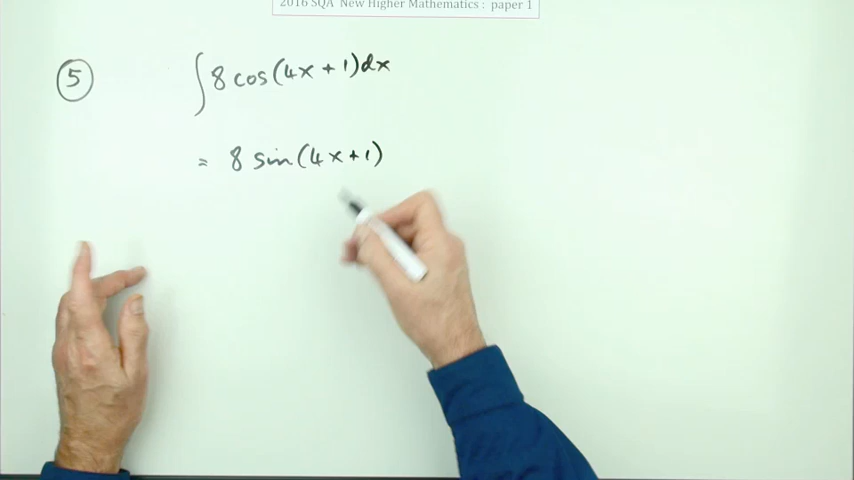 2016 SQA New Higher Mathematics : paper 1
5
∫ 8 cos(4x + 1)dx
= 8 sin(4x+1)